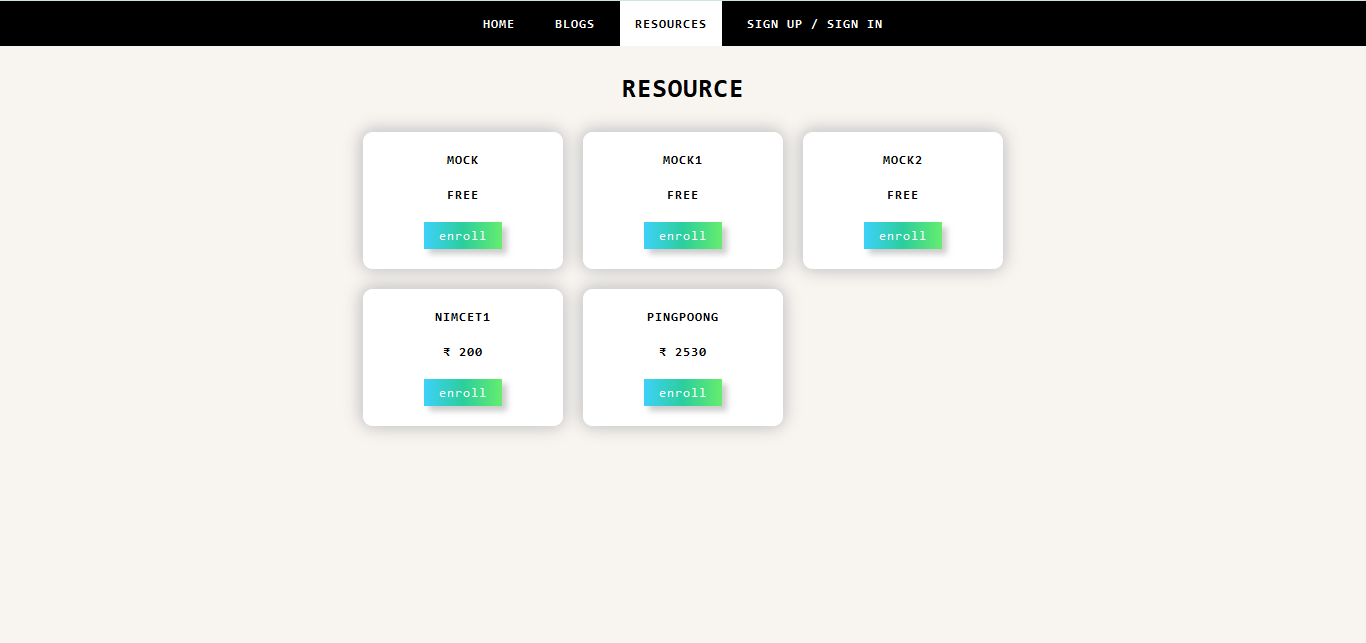 HOME BLOGS RESOURCES SIGN UP / SIGN IN
RESOURCE
MOCK
FREE
enroll
MOCK1
FREE
enroll
MOCK2
FREE
enroll
NIMCET1
₹ 200
enroll
PINGPOONG
₹ 2530
enroll